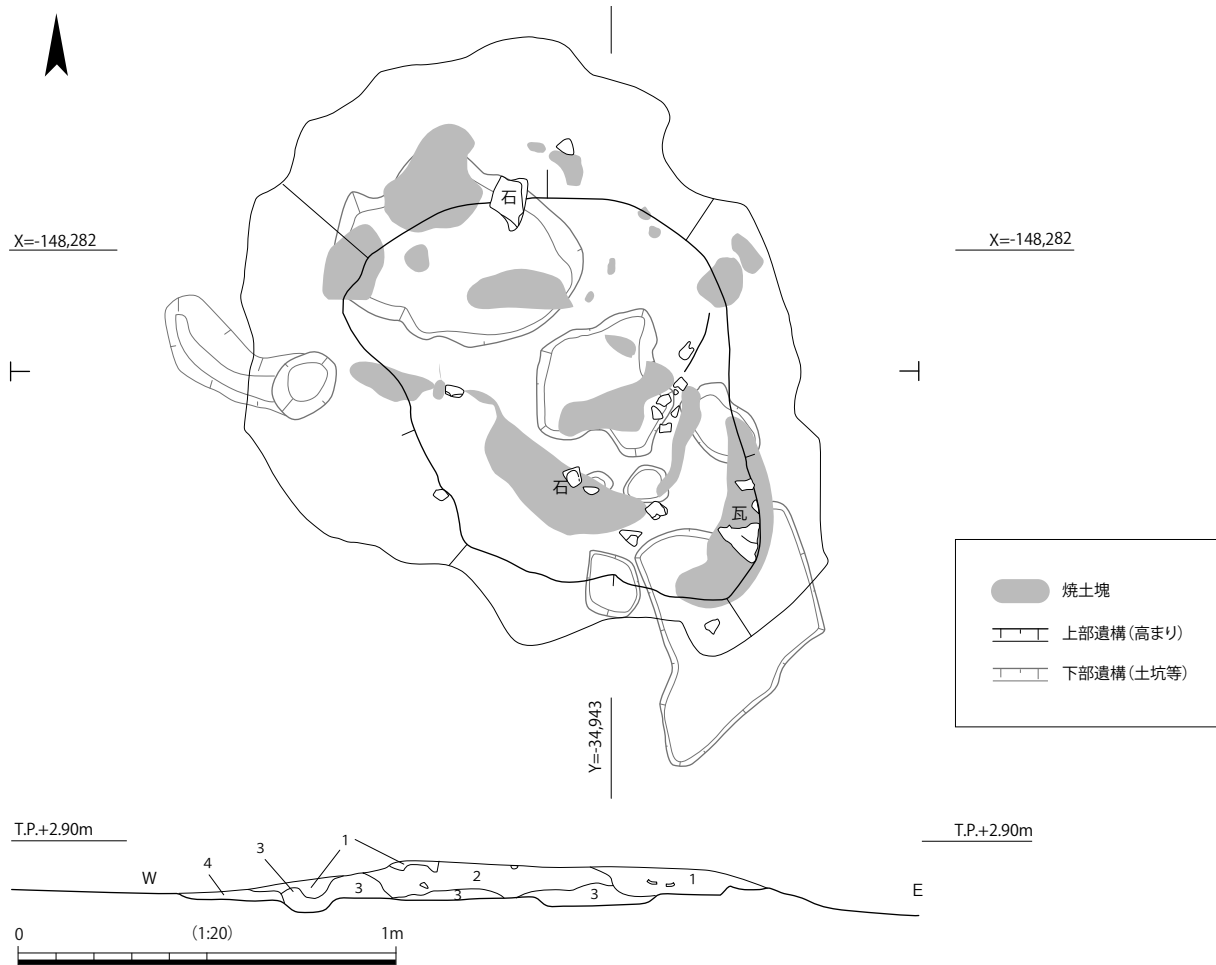 石
X=-148,282
X=-148,282
石
瓦
焼土塊
上部遺構（高まり）
下部遺構（土坑等）
Y=-34,943
T.P.+2.90m
T.P.+2.90m
3
1
4
W
2
3
1
3
3
E
0
(1:20)
1m